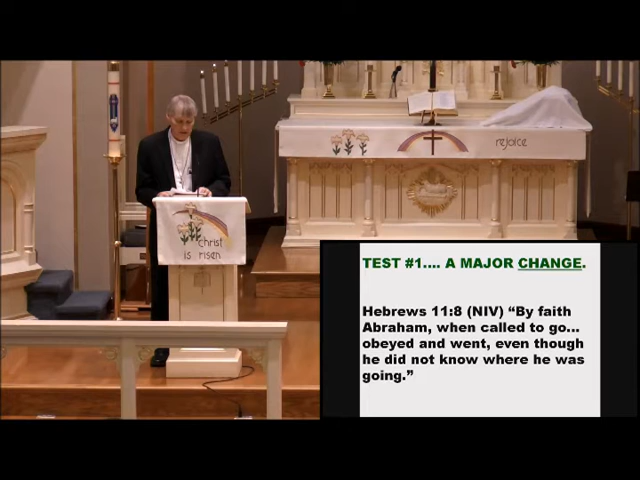 rejoice
christ
is risen
TEST #1.... A MAJOR CHANGE.
Hebrews 11:8 (NIV) “By faith
Abraham, when called to go...
obeyed and went, even though
he did not know where he was
going.”